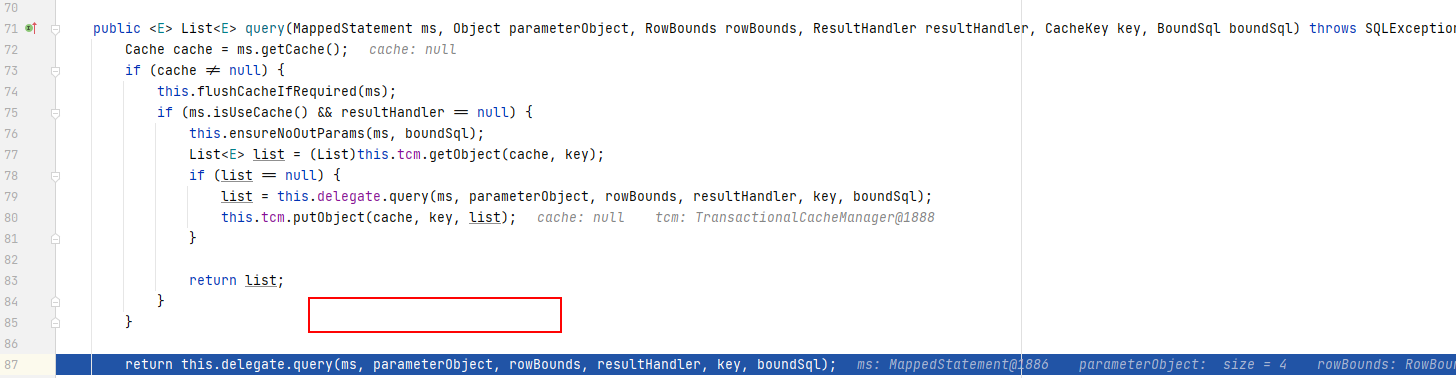 70
71 public <E> List<E> query(MappedStatement ms, Object parameterObject, RowBounds rowBounds, ResultHandler resultHandler, CacheKey key, BoundSql boundSql) throws SQLException
72 Cache cache = ms.getCache(); cache: null
73 if (cache ≠ null) {
74 this.flushCacheIfRequired(ms);
75 if (ms.isUseCache() && resultHandler == null) {
76 this.ensureNoOutParams(ms, boundSql);
77 List<E> list = (List)this.tcm.getObject(cache, key);
78 if (list == null) {
79 list = this.delegate.query(ms, parameterObject, rowBounds, resultHandler, key, boundSql);
80 this.tcm.putObject(cache, key, list); cache: null tcm: TransactionalCacheManager@1888
81 }
82
83 return list;
84 }
85 }
86
87 return this.delegate.query(ms, parameterObject, rowBounds, resultHandler, key, boundSql); ms: MappedStatement@1886 parameterObject: size = 4 rowBounds: RowBoun